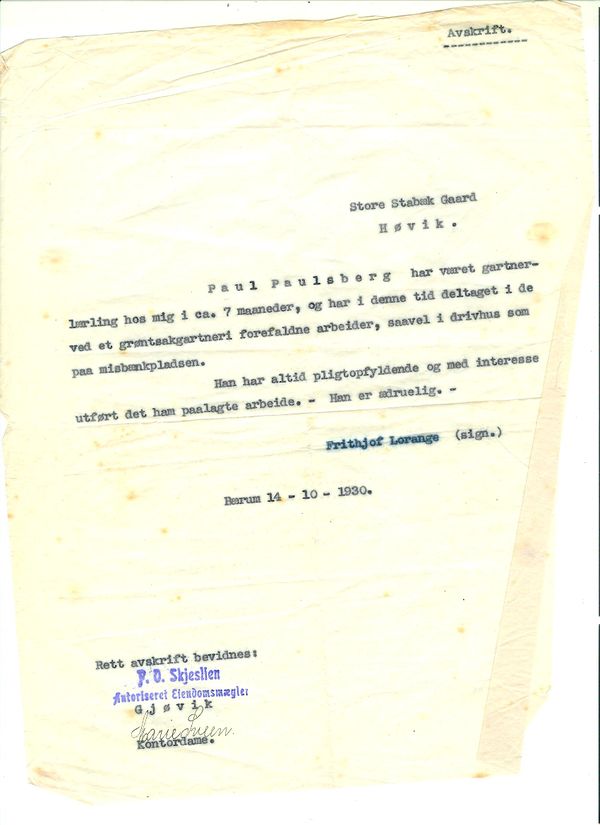 Avskrift.
Store Stabæk Gaard
Høvik.
Paul Paulsberg har været gartner-
lærling hos mig i ca. 7 maaneder, og har i denne tid deltaget i de
ved et grøntsakgartneri forefaldne arbeider, saavel i drivhus som
paa misbænkpladsen.
Han har altid pligtopfyldende og med interesse
utført det ham paalagte arbeide. - Han er ædruelig. -
Frithjof Lorange (sign.)
Bærum 14 - 10 - 1930.
Rett avskrift bevidnes:
P. O. Skjeslien
Autoriseret Eiendomsmægler
Gjøvik
Marie Sveen.
Kontordame.